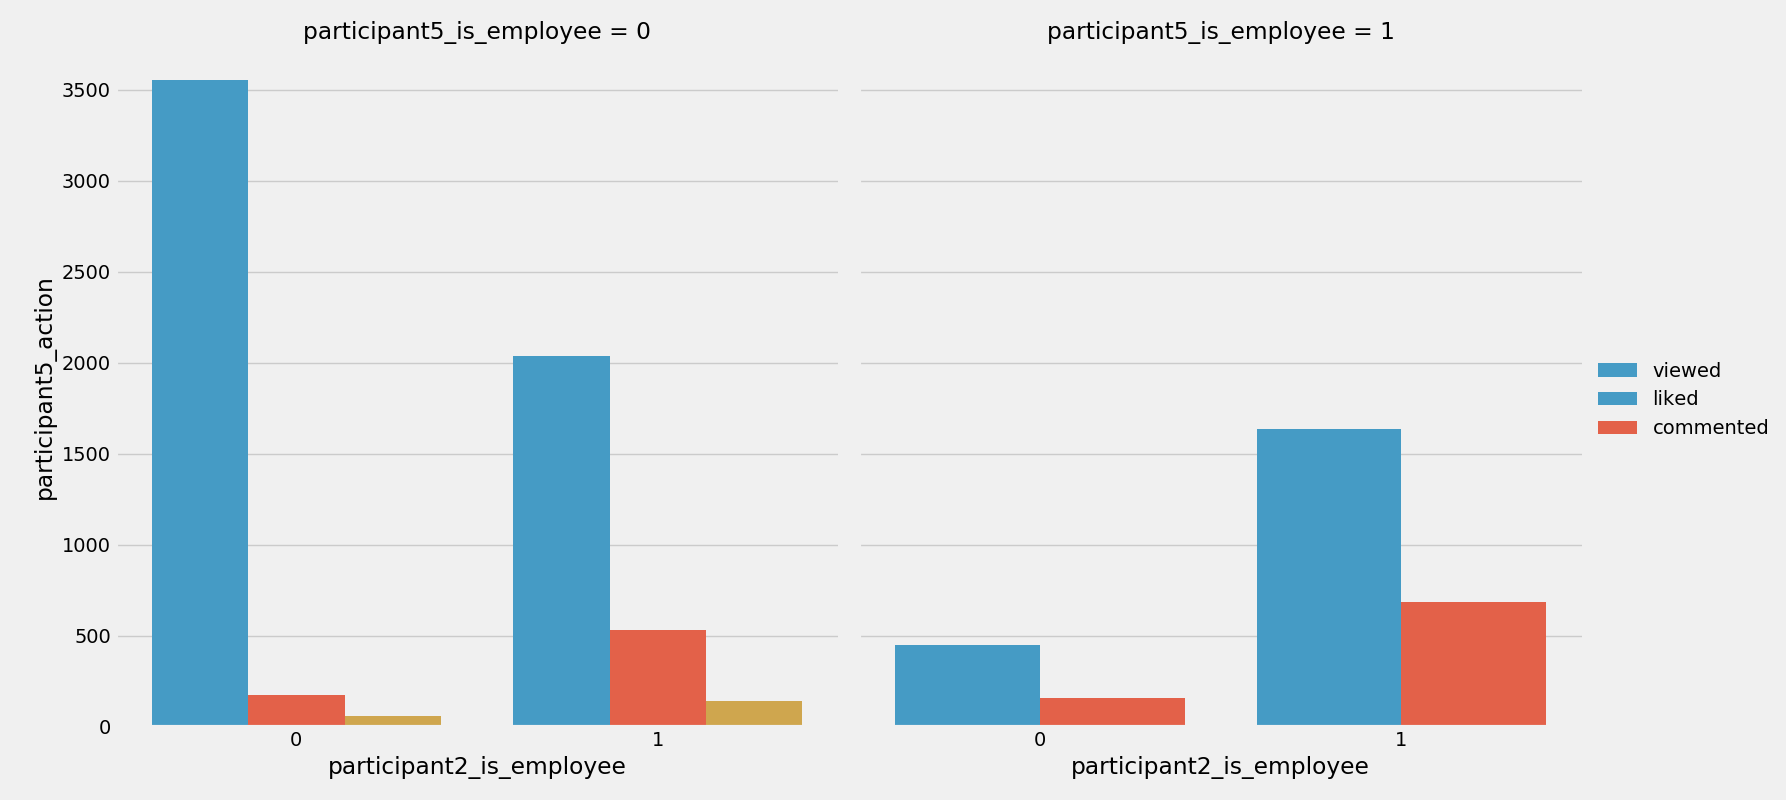 participant5_is_employee = 0
participant5_is_employee = 1
participant5_action
3500
3000
2500
2000
1500
1000
500
0
0
1
participant2_is_employee
0
1
participant2_is_employee
viewed
liked
commented